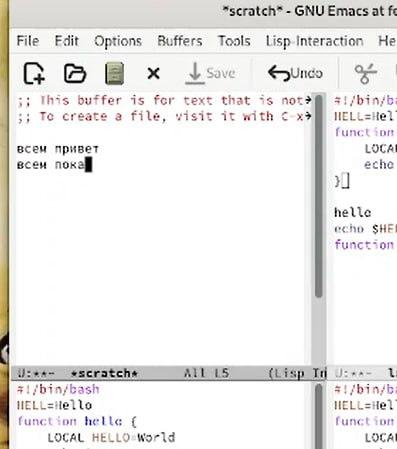 *scratch* - GNU Emacs at fo
File Edit Options Buffers Tools Lisp-Interaction He
Save Undo
;; This buffer is for text that is not
;; To create a file, visit it with C-x
всем привет
всем пока
U:**- *scratch* All L5 (Lisp In
#!/bin/bash
HELL=Hello
function hello {
LOCAL HELLO=World
#!/bin/b
HELL=Hel
function
LOCA
echo
}
hello
echo $HE
function
U:**-
#!/bin/b
HELL=Hel
function